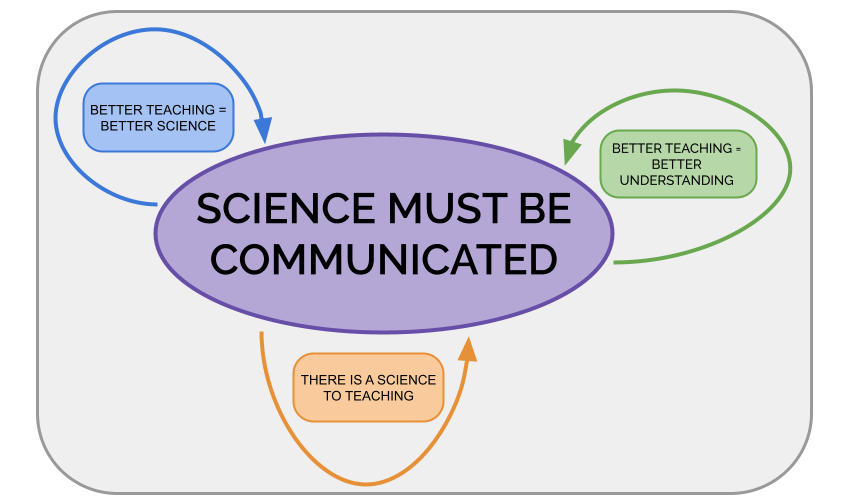 BETTER TEACHING =
BETTER SCIENCE
BETTER TEACHING =
BETTER
UNDERSTANDING
SCIENCE MUST BE
COMMUNICATED
THERE IS A SCIENCE
TO TEACHING